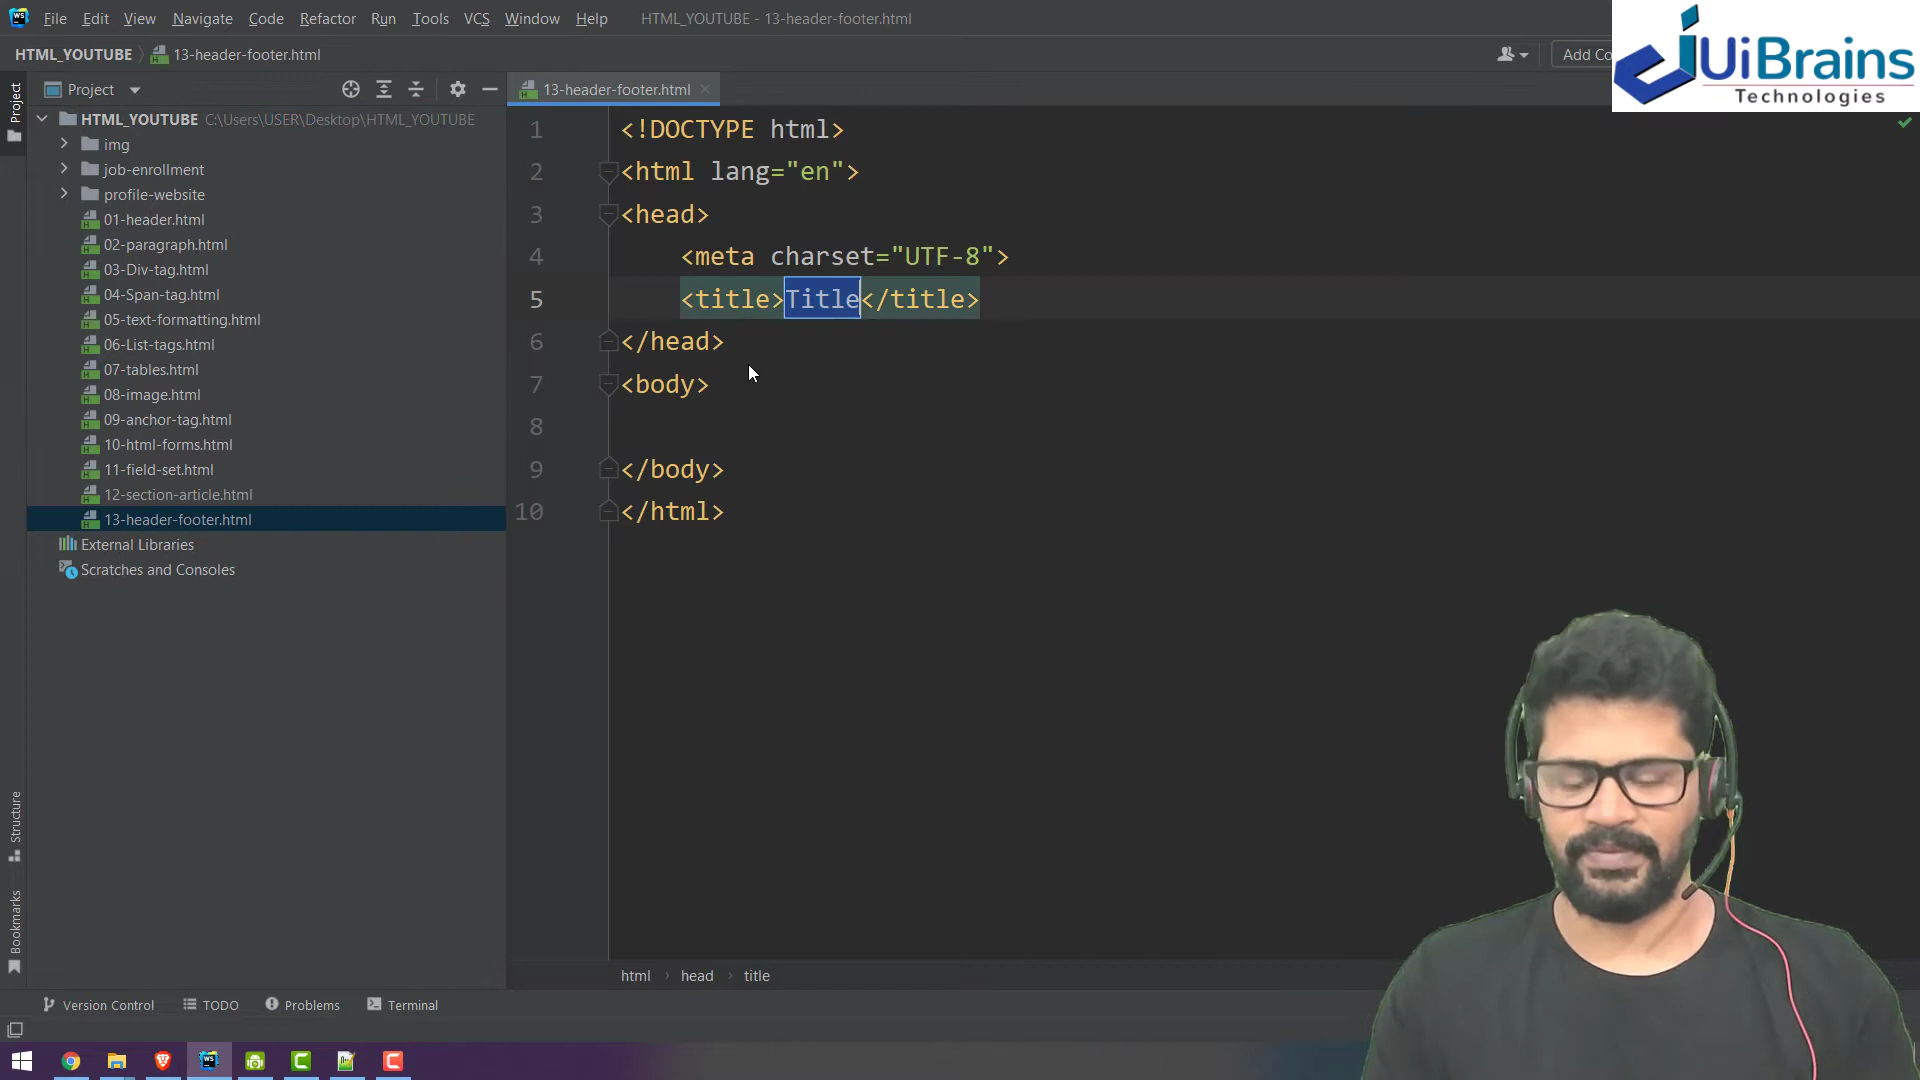 File Edit View Navigate Code Refactor Run Tools VCS Window Help HTML_YOUTUBE - 13-header-footer.html
HTML_YOUTUBE 13-header-footer.html
Add Co
UiBrains
Technologies
Project
Project
13-header-footer.html
HTML_YOUTUBE C:\Users\USER\Desktop\HTML_YOUTUBE
img
job-enrollment
profile-website
01-header.html
02-paragraph.html
03-Div-tag.html
04-Span-tag.html
05-text-formatting.html
06-List-tags.html
07-tables.html
08-image.html
09-anchor-tag.html
10-html-forms.html
11-field-set.html
12-section-article.html
13-header-footer.html
External Libraries
Scratches and Consoles
1 <!DOCTYPE html>
2 <html lang="en">
3 <head>
4 <meta charset="UTF-8">
5 <title>Title</title>
6 </head>
7 <body>
8
9 </body>
10 </html>
Structure
Bookmarks
html › head › title
Version Control TODO Problems Terminal
WS